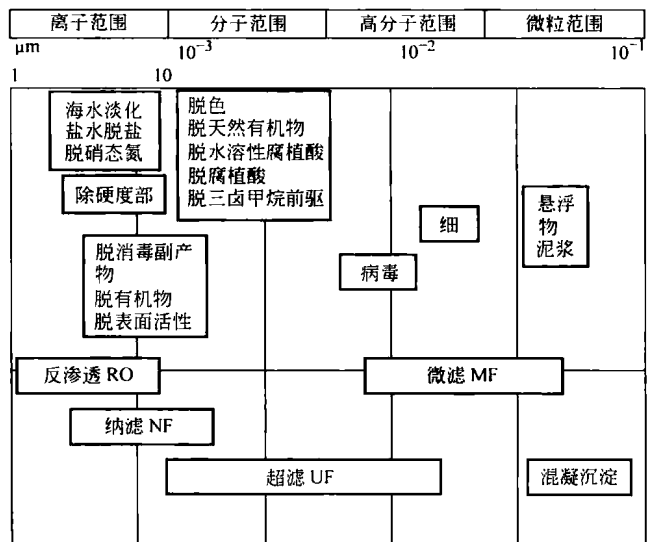 离子范围 分子范围 高分子范围 微粒范围
μm 10⁻³ 10⁻² 10⁻¹
1 10
海水淡化
盐水脱盐
脱硝态氮
脱色
脱天然有机物
脱水溶性腐植酸
脱腐植酸
脱三卤甲烷前驱
除硬度部
细
悬浮
物
泥浆
脱消毒副产
物
脱有机物
脱表面活性
病毒
反渗透 RO
微滤 MF
纳滤 NF
超滤 UF
混凝沉淀